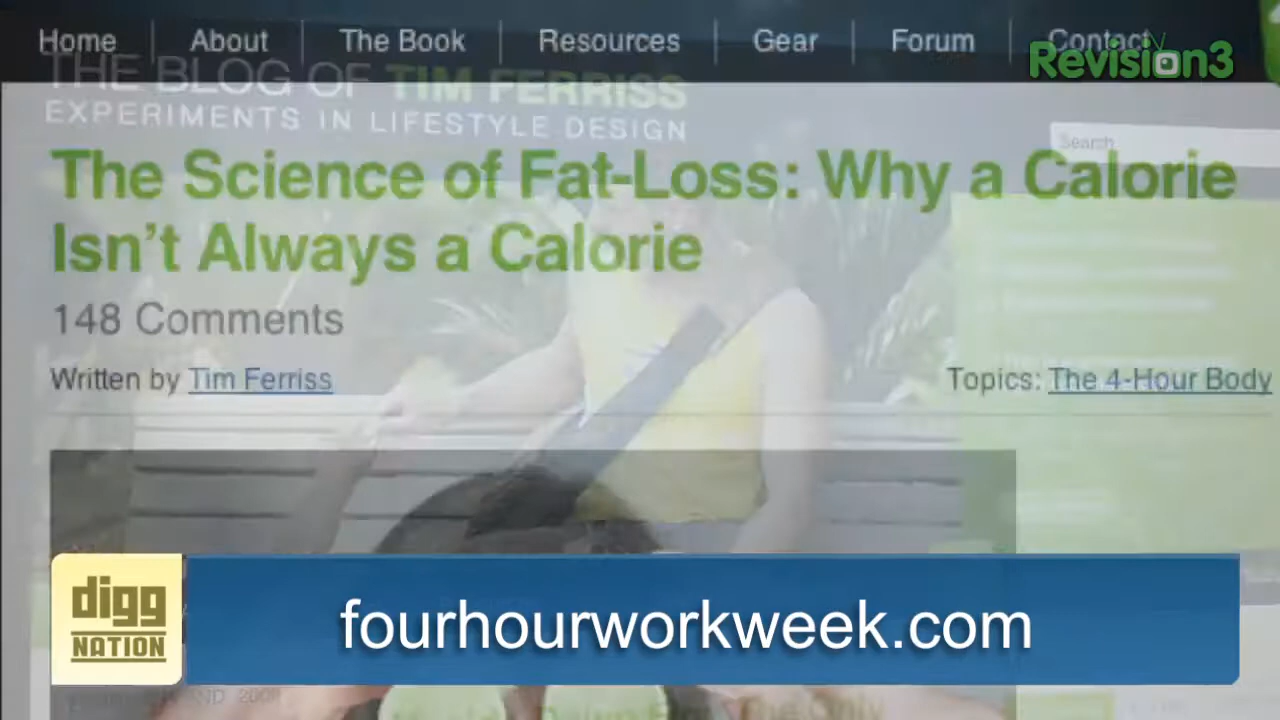 Home About The Book Resources Gear Forum Contact
Revision3
THE BLOG OF TIM FERRISS
EXPERIMENTS IN LIFESTYLE DESIGN
Search
The Science of Fat-Loss: Why a Calorie
Isn't Always a Calorie
148 Comments
Written by Tim Ferriss
Topics: The 4-Hour Body
digg
NATION
fourhourworkweek.com